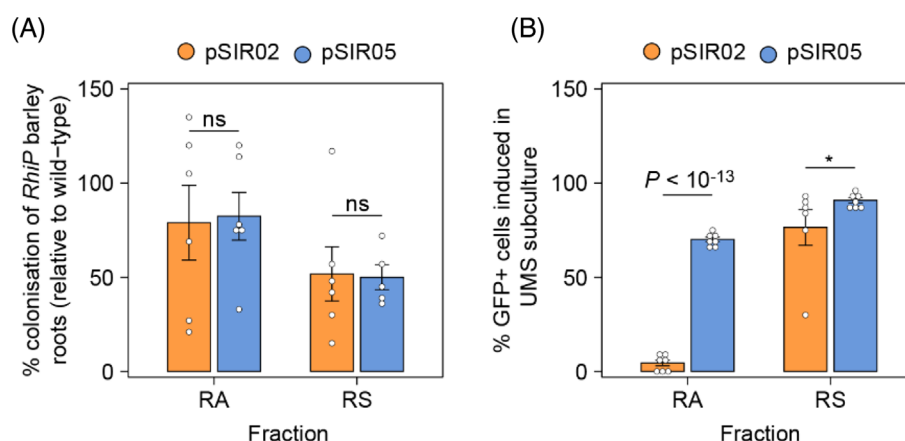 (A)
pSIR02 pSIR05
% colonisation of RhiP barley
roots (relative to wild-type)
150
100
50
0
ns
ns
RA RS
Fraction
(B)
pSIR02 pSIR05
% GFP+ cells induced in
UMS subculture
150
100
50
0
P < 10-13
*
RA RS
Fraction